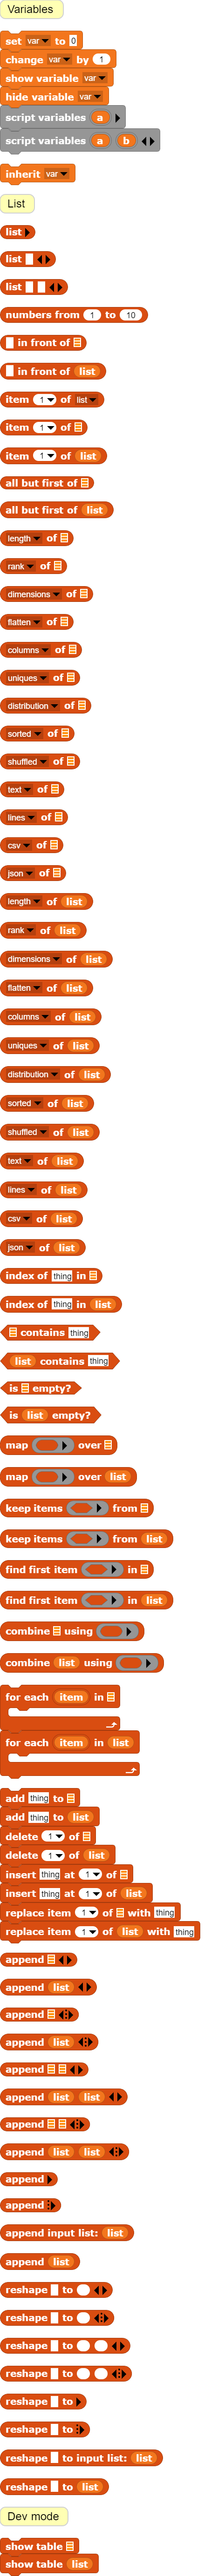 Variables
set var to 0
change var by 1
show variable var
hide variable var
script variables a
script variables a b
inherit var
List
list
list
list
numbers from 1 to 10
in front of
in front of list
item 1 of list
item 1 of
item 1 of list
all but first of
all but first of list
length of
rank of
dimensions of
flatten of
columns of
uniques of
distribution of
sorted of
shuffled of
text of
lines of
csv of
json of
length of list
rank of list
dimensions of list
flatten of list
columns of list
uniques of list
distribution of list
sorted of list
shuffled of list
text of list
lines of list
csv of list
json of list
index of thing in
index of thing in list
contains thing
list contains thing
is empty?
is list empty?
map over
map over list
keep items from
keep items from list
find first item in
find first item in list
combine using
combine list using
for each item in
for each item in list
add thing to
add thing to list
delete 1 of
delete 1 of list
insert thing at 1 of
insert thing at 1 of list
replace item 1 of with thing
replace item 1 of list with thing
append
append list
append
append list
append
append list list
append
append list list
append
append
append input list: list
append list
reshape to
reshape to
reshape to
reshape to
reshape to
reshape to
reshape to input list: list
reshape to list
Dev mode
show table
show table list